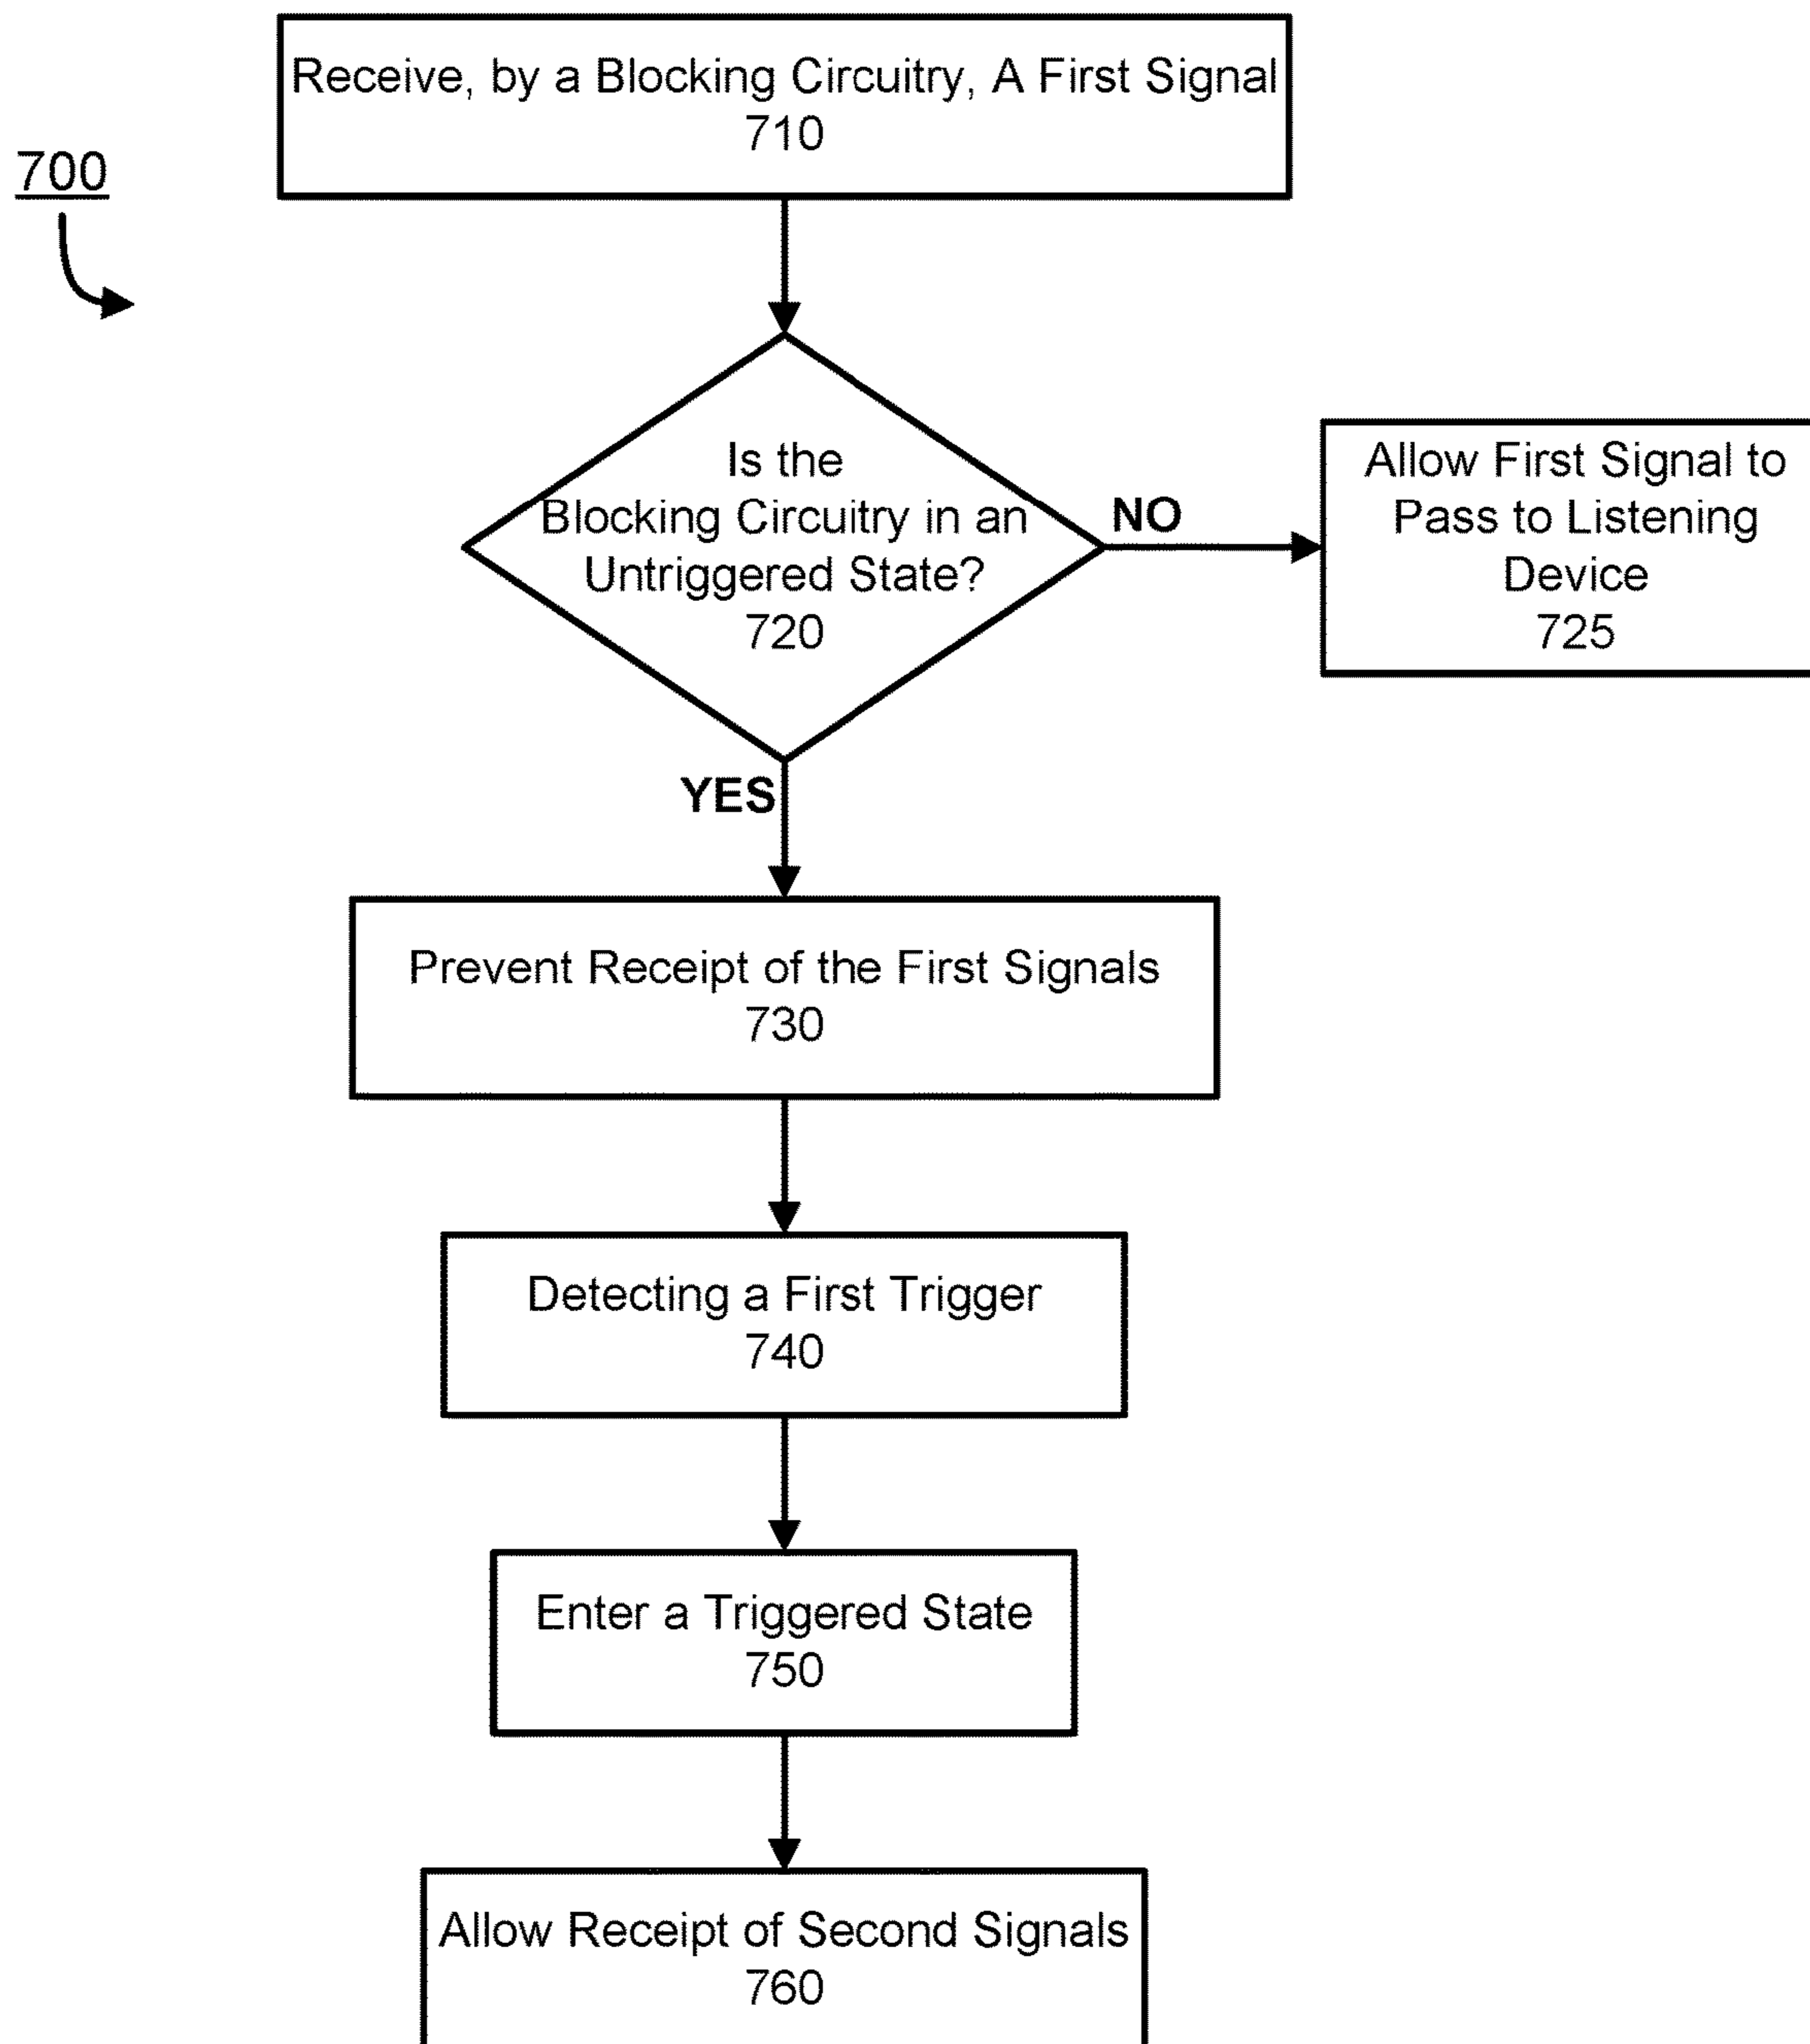 Receive, by a Blocking Circuitry, A First Signal
710
700
Is the
Blocking Circuitry in an
Untriggered State?
720
NO
Allow First Signal to
Pass to Listening
Device
725
YES
Prevent Receipt of the First Signals
730
Detecting a First Trigger
740
Enter a Triggered State
750
Allow Receipt of Second Signals
760